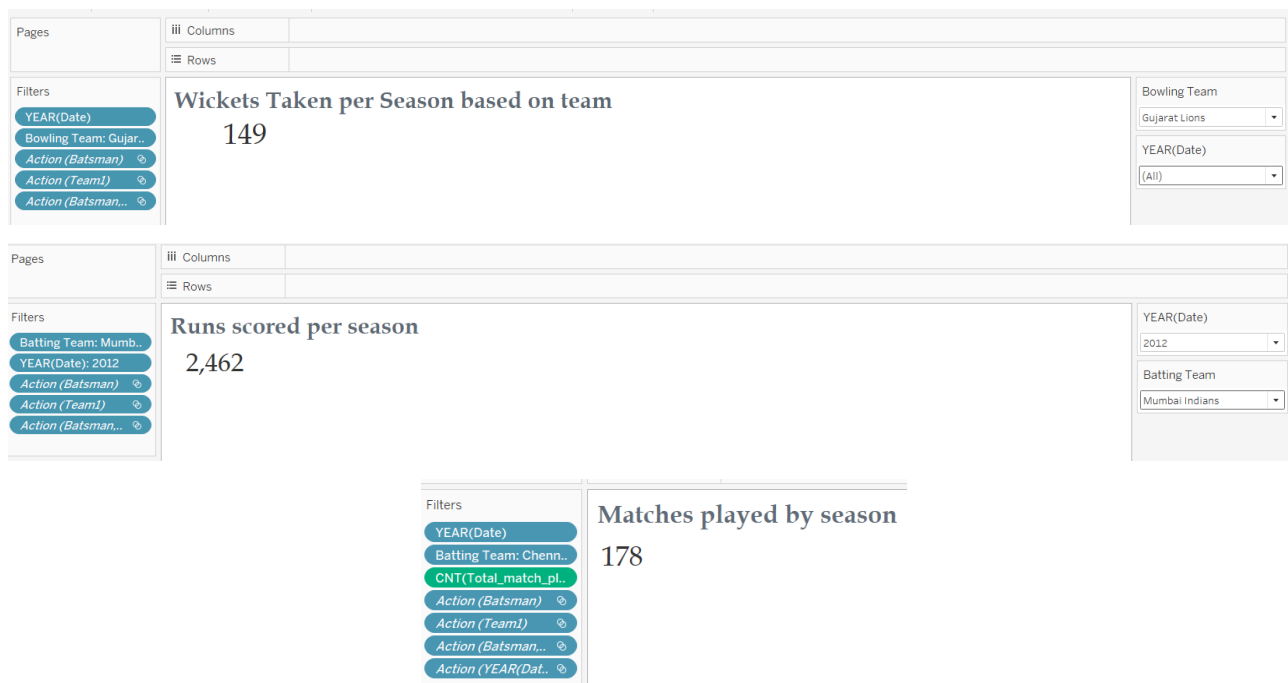 Pages
Columns
Rows
Filters
YEAR(Date)
Bowling Team: Gujar..
Action (Batsman)
Action (Team1)
Action (Batsman,..
Wickets Taken per Season based on team
149
Bowling Team
Gujarat Lions
YEAR(Date)
(All)
Pages
Columns
Rows
Filters
Batting Team: Mumb..
YEAR(Date): 2012
Action (Batsman)
Action (Team1)
Action (Batsman,..
Runs scored per season
2,462
YEAR(Date)
2012
Batting Team
Mumbai Indians
Filters
YEAR(Date)
Batting Team: Chenn..
CNT(Total_match_pl..
Action (Batsman)
Action (Team1)
Action (Batsman,..
Action (YEAR(Dat..
Matches played by season
178